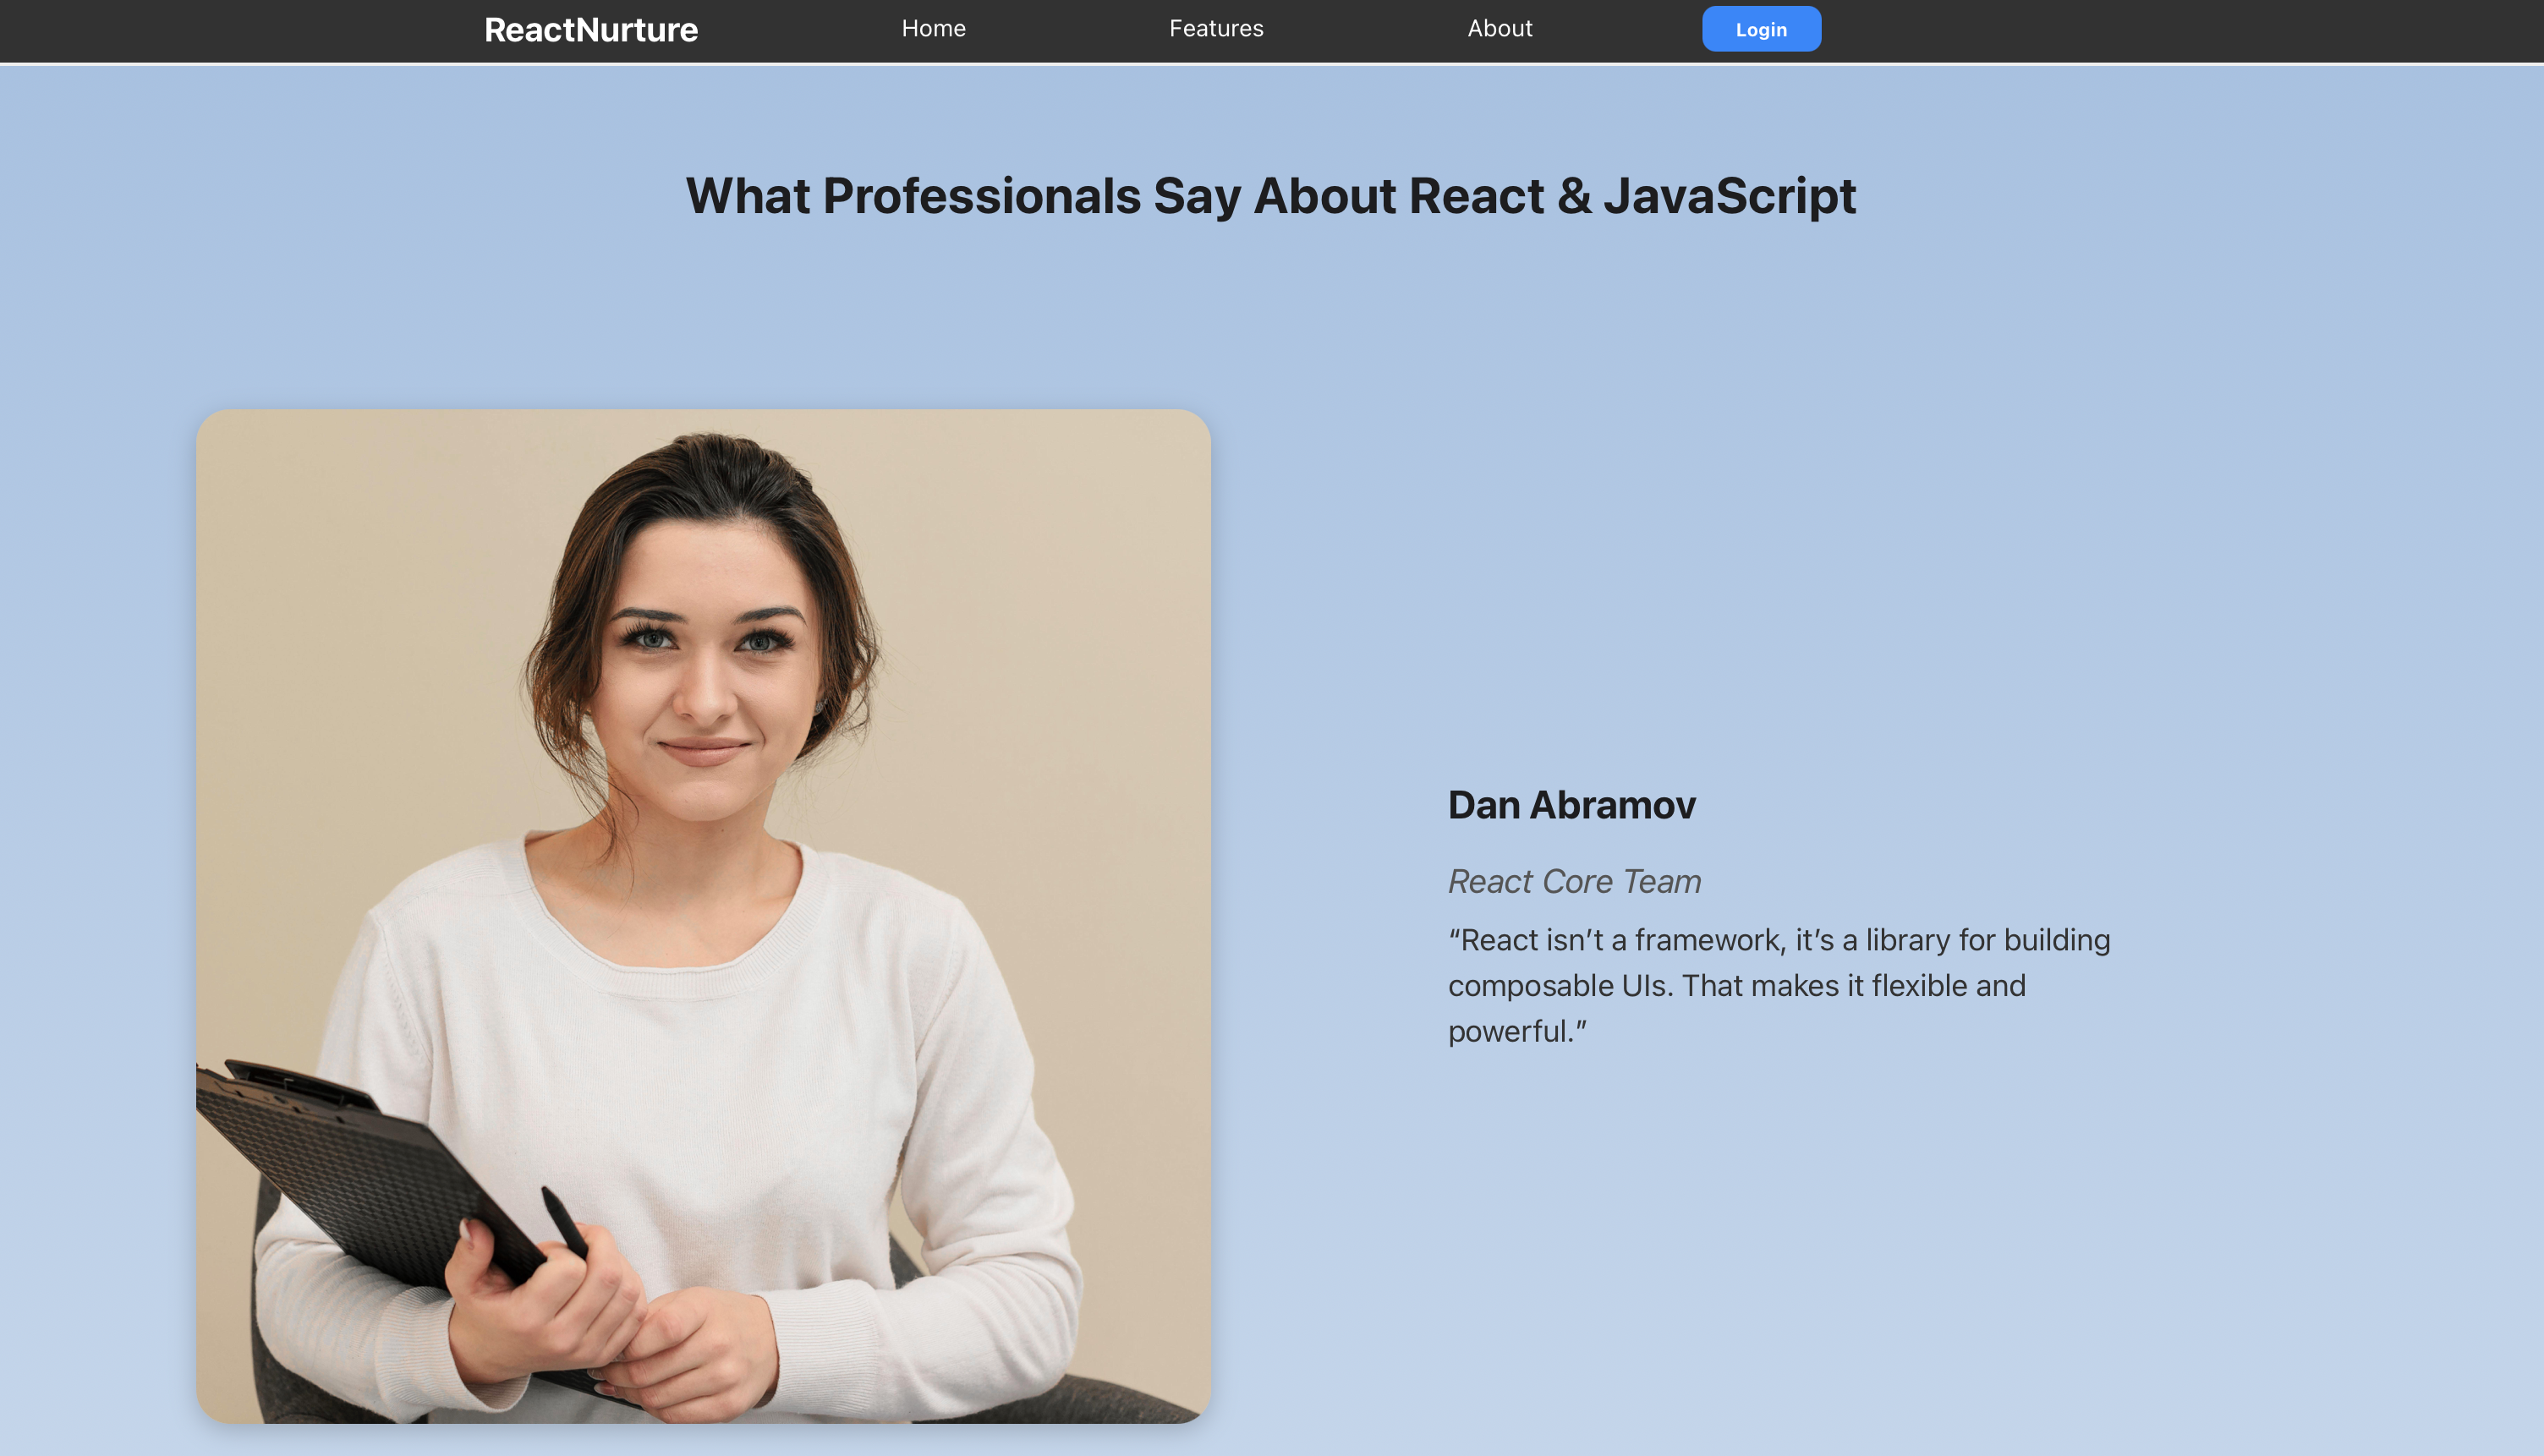 ReactNurture
Home
Features
About
Login
What Professionals Say About React & JavaScript
Dan Abramov
React Core Team
“React isn’t a framework, it’s a library for building
composable UIs. That makes it flexible and
powerful.”